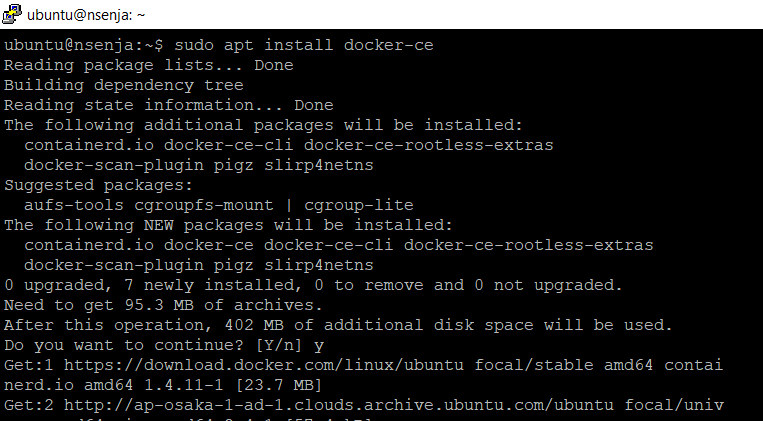 ubuntu@nsenja: ~
ubuntu@nsenja:~$ sudo apt install docker-ce
Reading package lists... Done
Building dependency tree
Reading state information... Done
The following additional packages will be installed:
  containerd.io docker-ce-cli docker-ce-rootless-extras
  docker-scan-plugin pigz slirp4netns
Suggested packages:
  aufs-tools cgroupfs-mount | cgroup-lite
The following NEW packages will be installed:
  containerd.io docker-ce docker-ce-cli docker-ce-rootless-extras
  docker-scan-plugin pigz slirp4netns
0 upgraded, 7 newly installed, 0 to remove and 0 not upgraded.
Need to get 95.3 MB of archives.
After this operation, 402 MB of additional disk space will be used.
Do you want to continue? [Y/n] y
Get:1 https://download.docker.com/linux/ubuntu focal/stable amd64 contai
nerd.io amd64 1.4.11-1 [23.7 MB]
Get:2 http://ap-osaka-1-ad-1.clouds.archive.ubuntu.com/ubuntu focal/univ